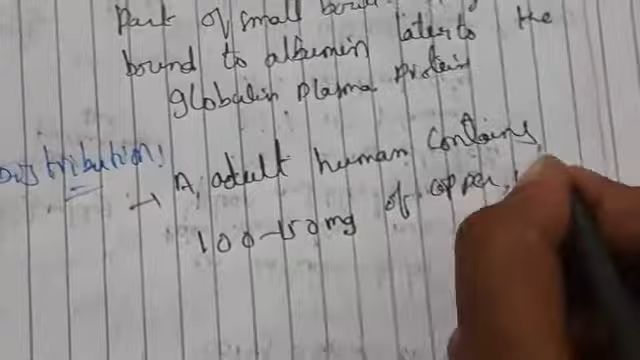 Part of small bowel
bound to albumin later to the
globulin plasma protein
Distribution:
→ A, adult human contains
100-150mg of copper,